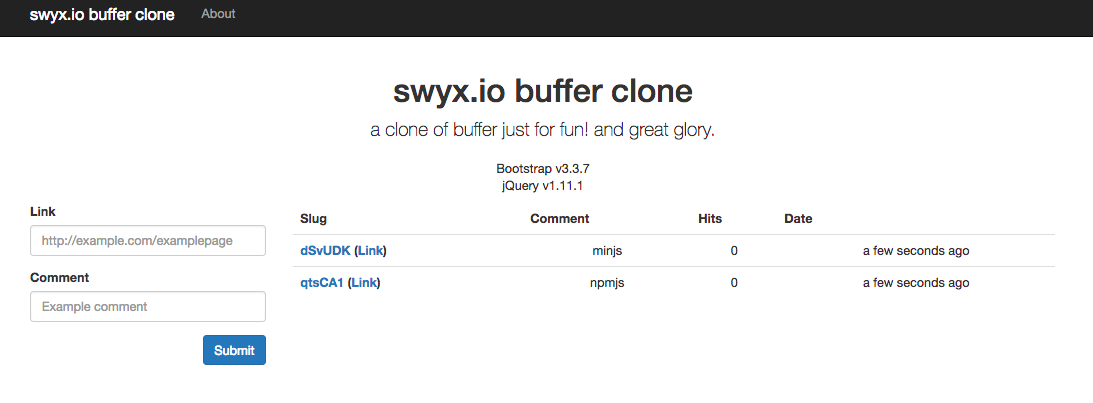 swyx.io buffer clone About
swyx.io buffer clone
a clone of buffer just for fun! and great glory.
Bootstrap v3.3.7
jQuery v1.11.1
Link
http://example.com/examplepage
Comment
Example comment
Submit
Slug Comment Hits Date
dSvUDK (Link) minjs 0 a few seconds ago
qtsCA1 (Link) npmjs 0 a few seconds ago